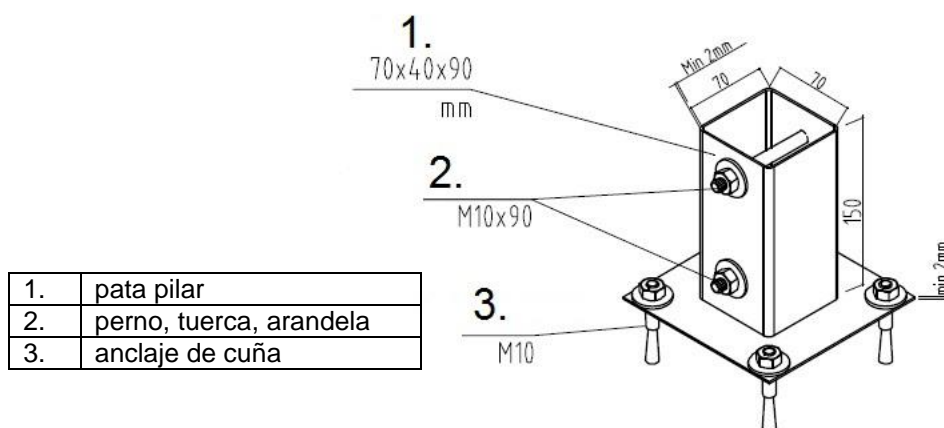 1.
70x40x90
mm
Min 2mm
70
70
2.
M10x90
150
min 2mm
3.
M10
1. pata pilar
2. perno, tuerca, arandela
3. anclaje de cuña